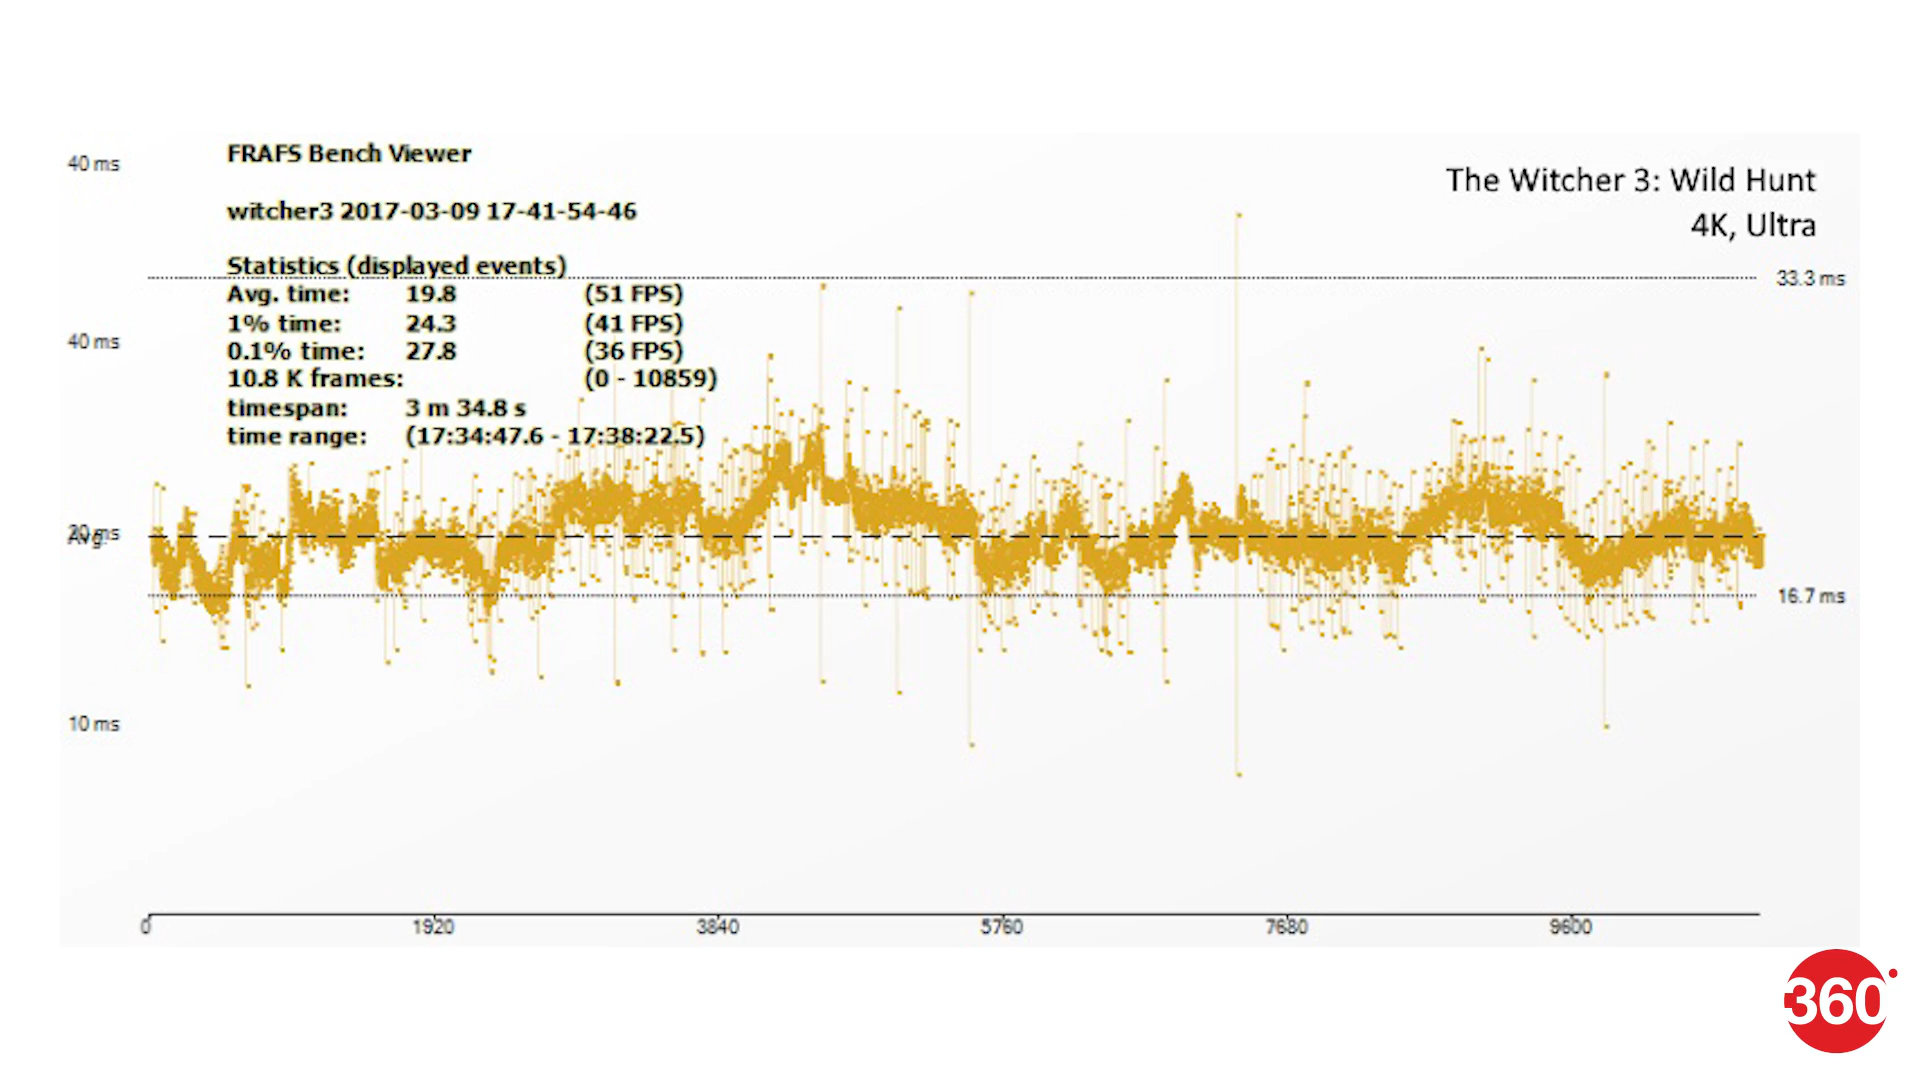 FRAFS Bench Viewer
40 ms
The Witcher 3: Wild Hunt
witcher3 2017-03-09 17-41-54-46
4K, Ultra
Statistics (displayed events)
33.3 ms
Avg. time: 19.8 (51 FPS)
1% time: 24.3 (41 FPS)
40 ms
0.1% time: 27.8 (36 FPS)
10.8 K frames: (0 - 10859)
timespan: 3 m 34.8 s
time range: (17:34:47.6 - 17:38:22.5)
20 ms
Avg
16.7 ms
10 ms
0 1920 3840 5760 7680 9600
360°